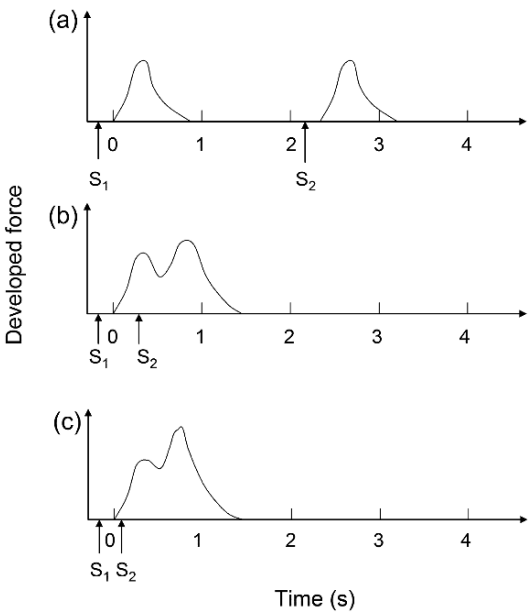 (a)
0 1 2 3 4
S1 S2
Developed force
(b)
0 1 2 3 4
S1 S2
(c)
0 1 2 3 4
S1 S2
Time (s)